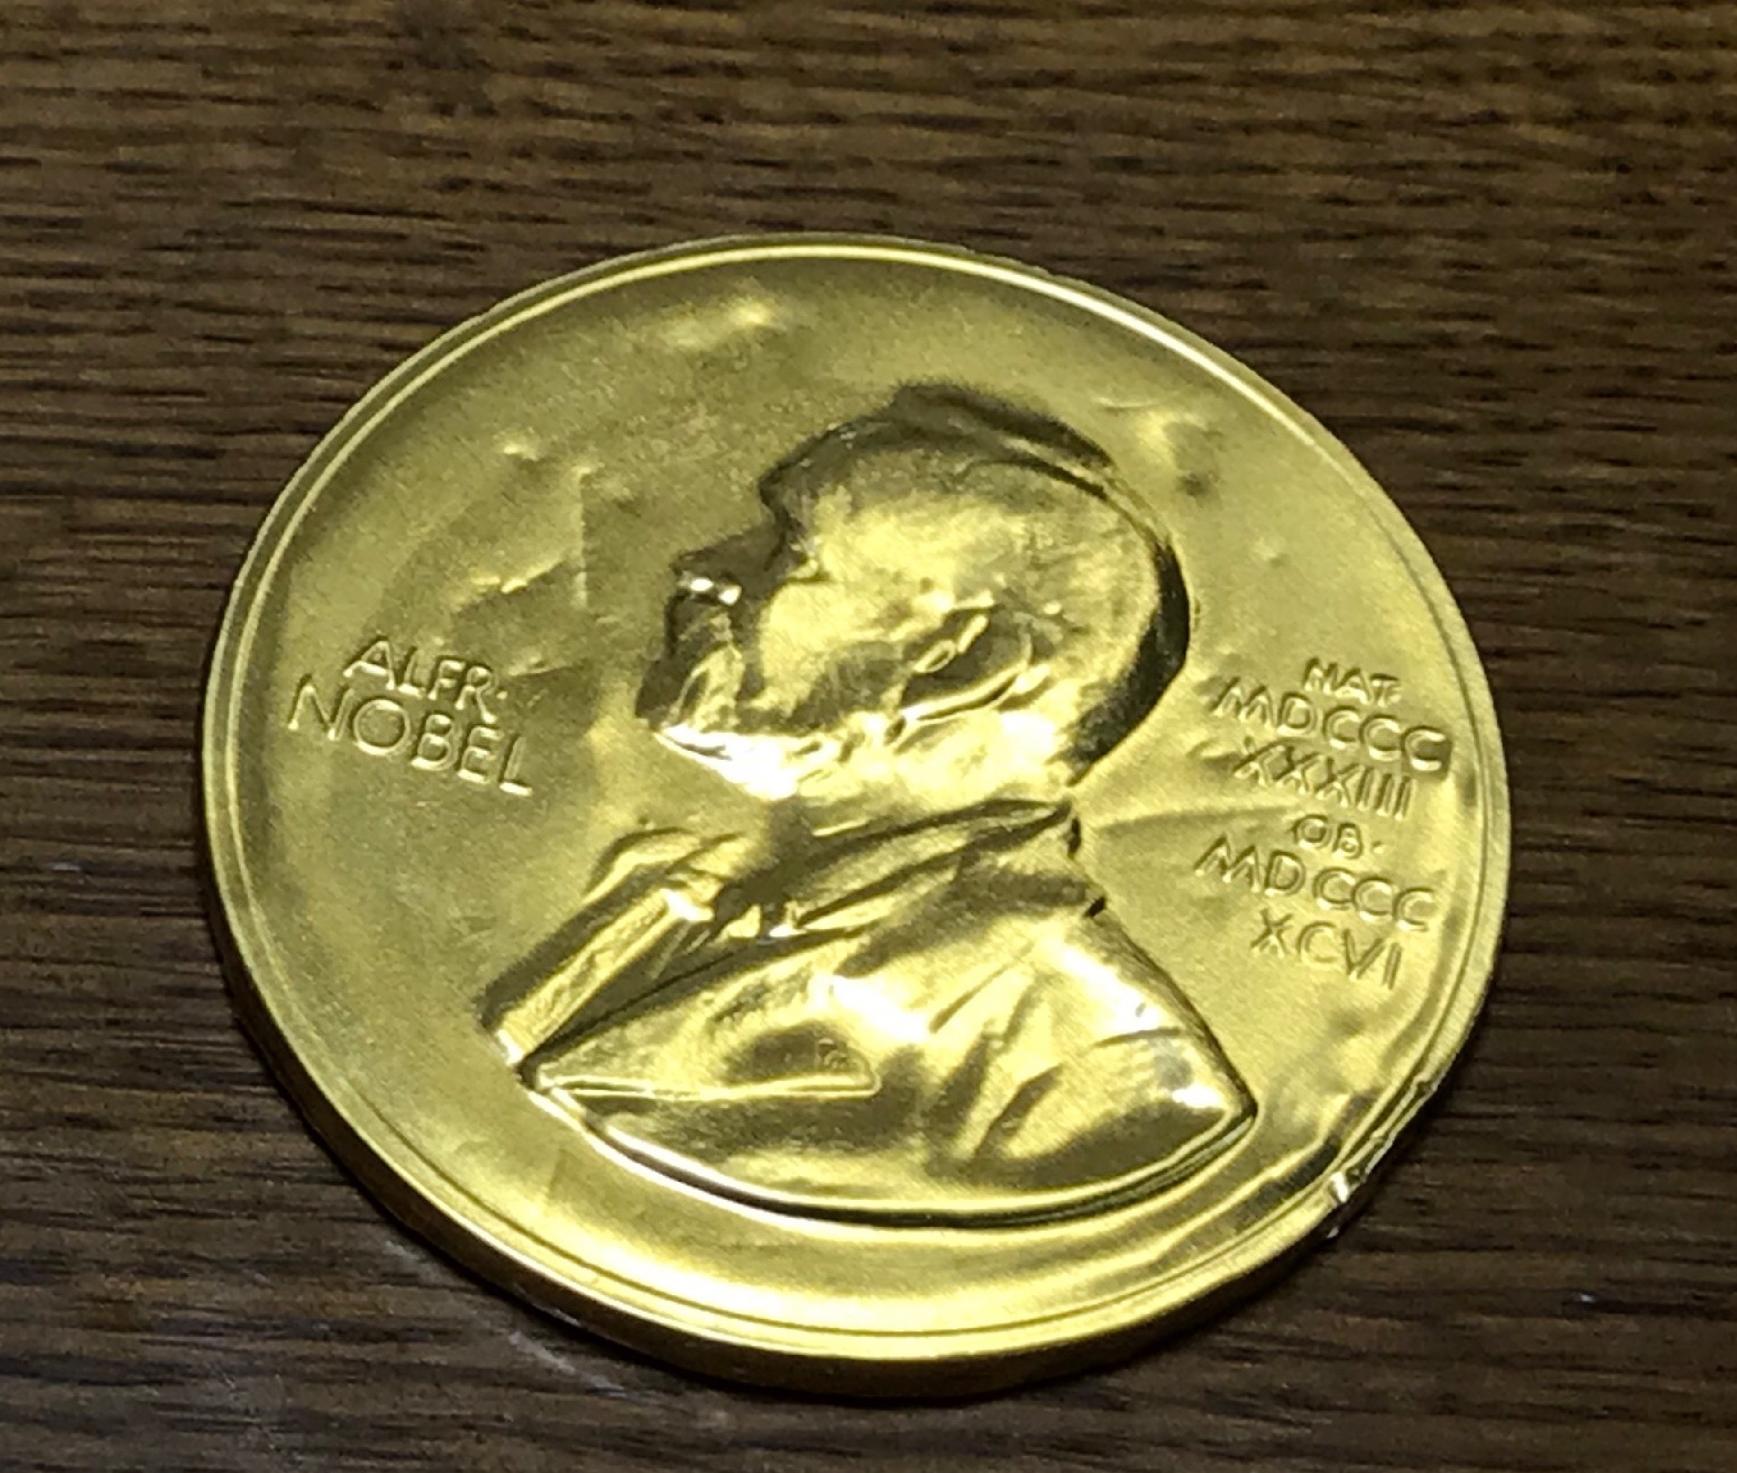 ALFR·
NOBEL
NAT·
MDCCC
XXXIII
OB·
MDCCC
XCVI